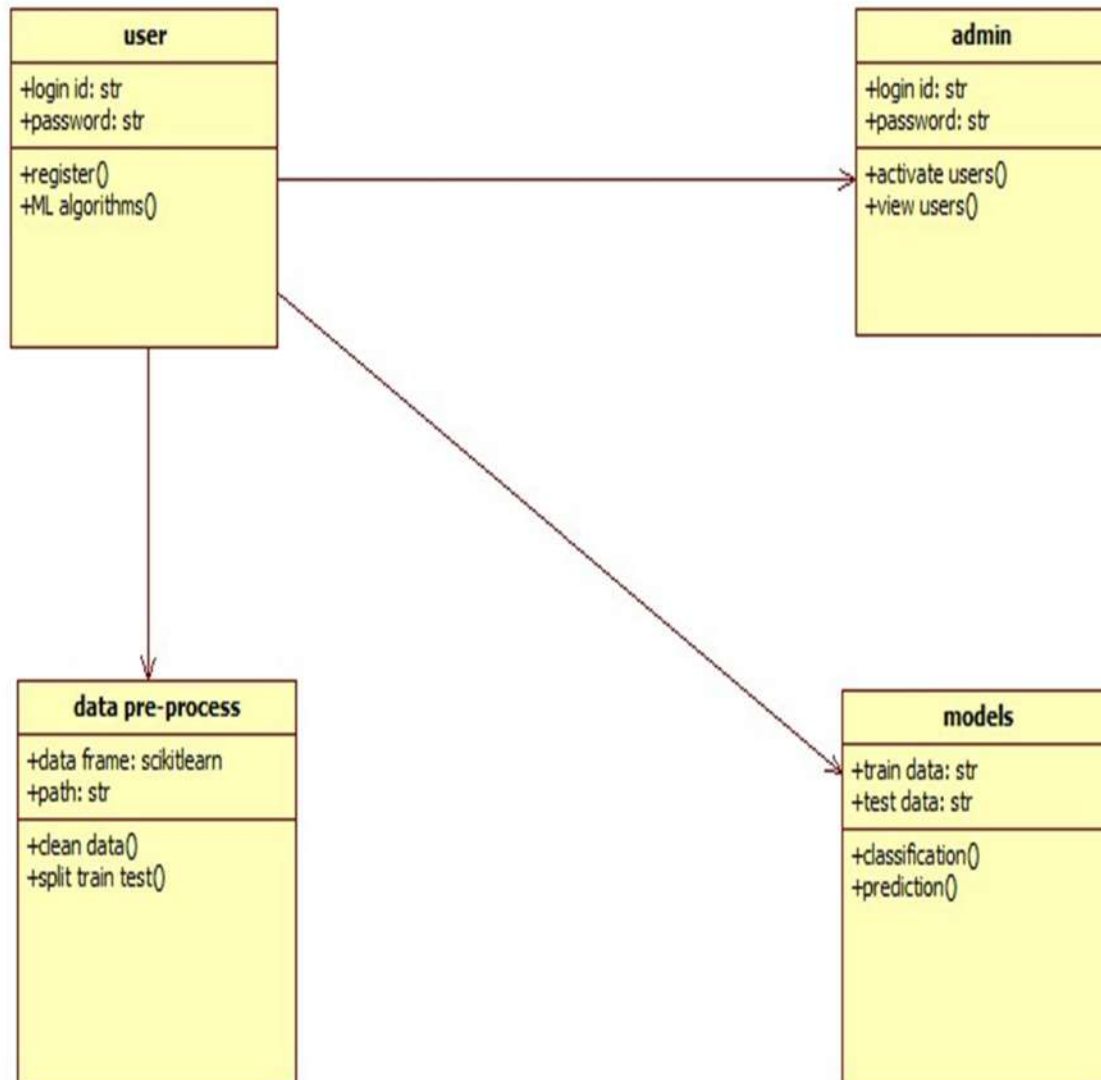 user
+login id: str
+password: str
+register()
+ML algorithms()
admin
+login id: str
+password: str
+activate users()
+view users()
data pre-process
+data frame: scikitlearn
+path: str
+clean data()
+split train test()
models
+train data: str
+test data: str
+classification()
+prediction()